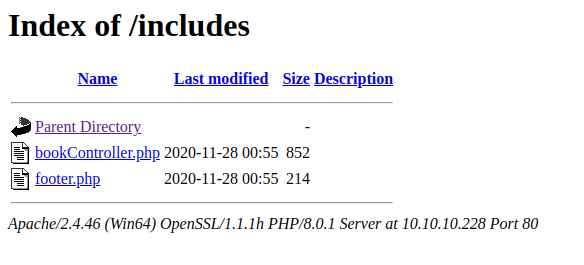 Index of /includes
Name Last modified Size Description
Parent Directory -
bookController.php 2020-11-28 00:55 852
footer.php 2020-11-28 00:55 214
Apache/2.4.46 (Win64) OpenSSL/1.1.1h PHP/8.0.1 Server at 10.10.10.228 Port 80